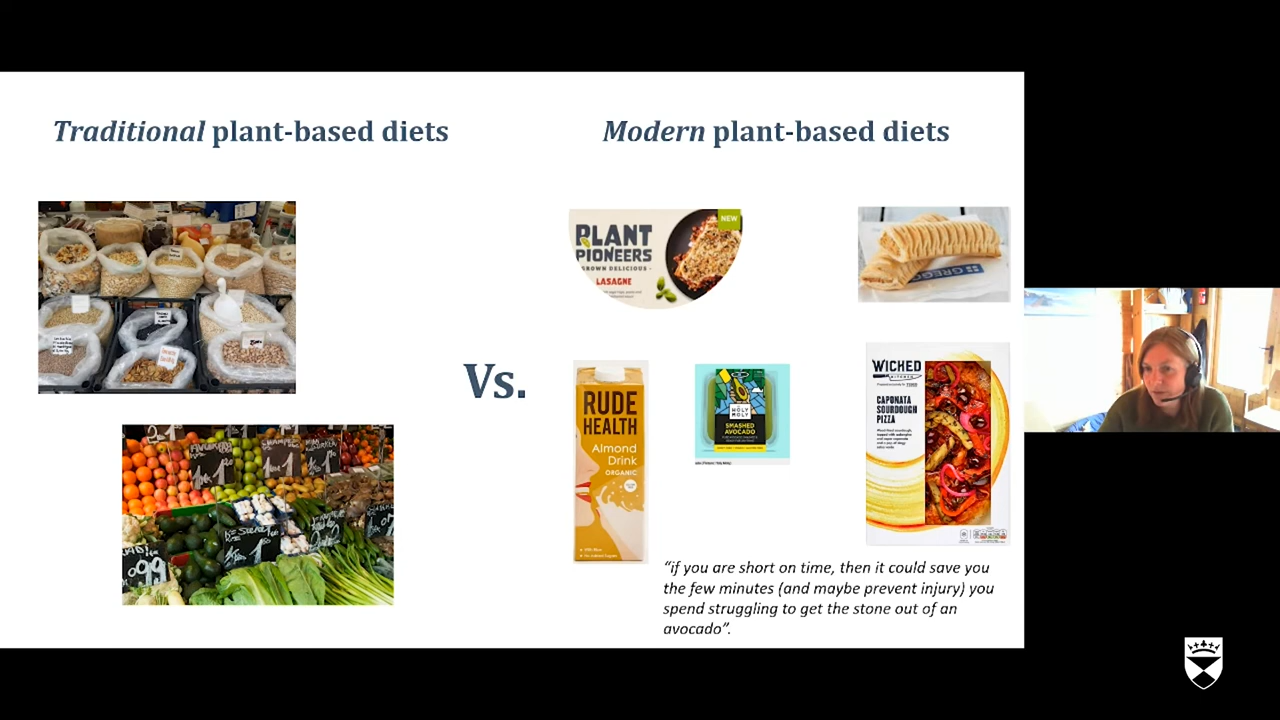 Traditional plant-based diets
Modern plant-based diets
Vs.
NEW
PLANT
PIONEERS
GROWN DELICIOUS
LASAGNE
GREGGS
RUDE
HEALTH
Almond
Drink
ORGANIC
HOLY
MOLY
SMASHED
AVOCADO
WICKED
KITCHEN
CAPONATA
SOURDOUGH
PIZZA
099
“if you are short on time, then it could save you
the few minutes (and maybe prevent injury) you
spend struggling to get the stone out of an
avocado”.